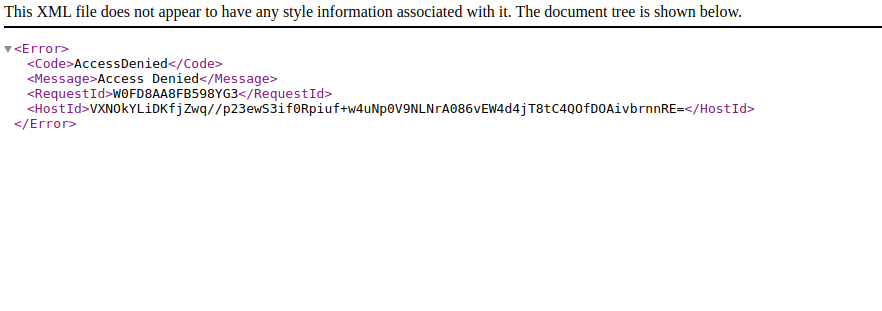 This XML file does not appear to have any style information associated with it. The document tree is shown below.
<Error>
<Code>AccessDenied</Code>
<Message>Access Denied</Message>
<RequestId>W0FD8AA8FB598YG3</RequestId>
<HostId>VXNOkYLiDKfjZwq//p23ewS3if0Rpiuf+w4uNp0V9NLNrA086vEW4d4jT8tC4QOfDOAivbrnnRE=</HostId>
</Error>